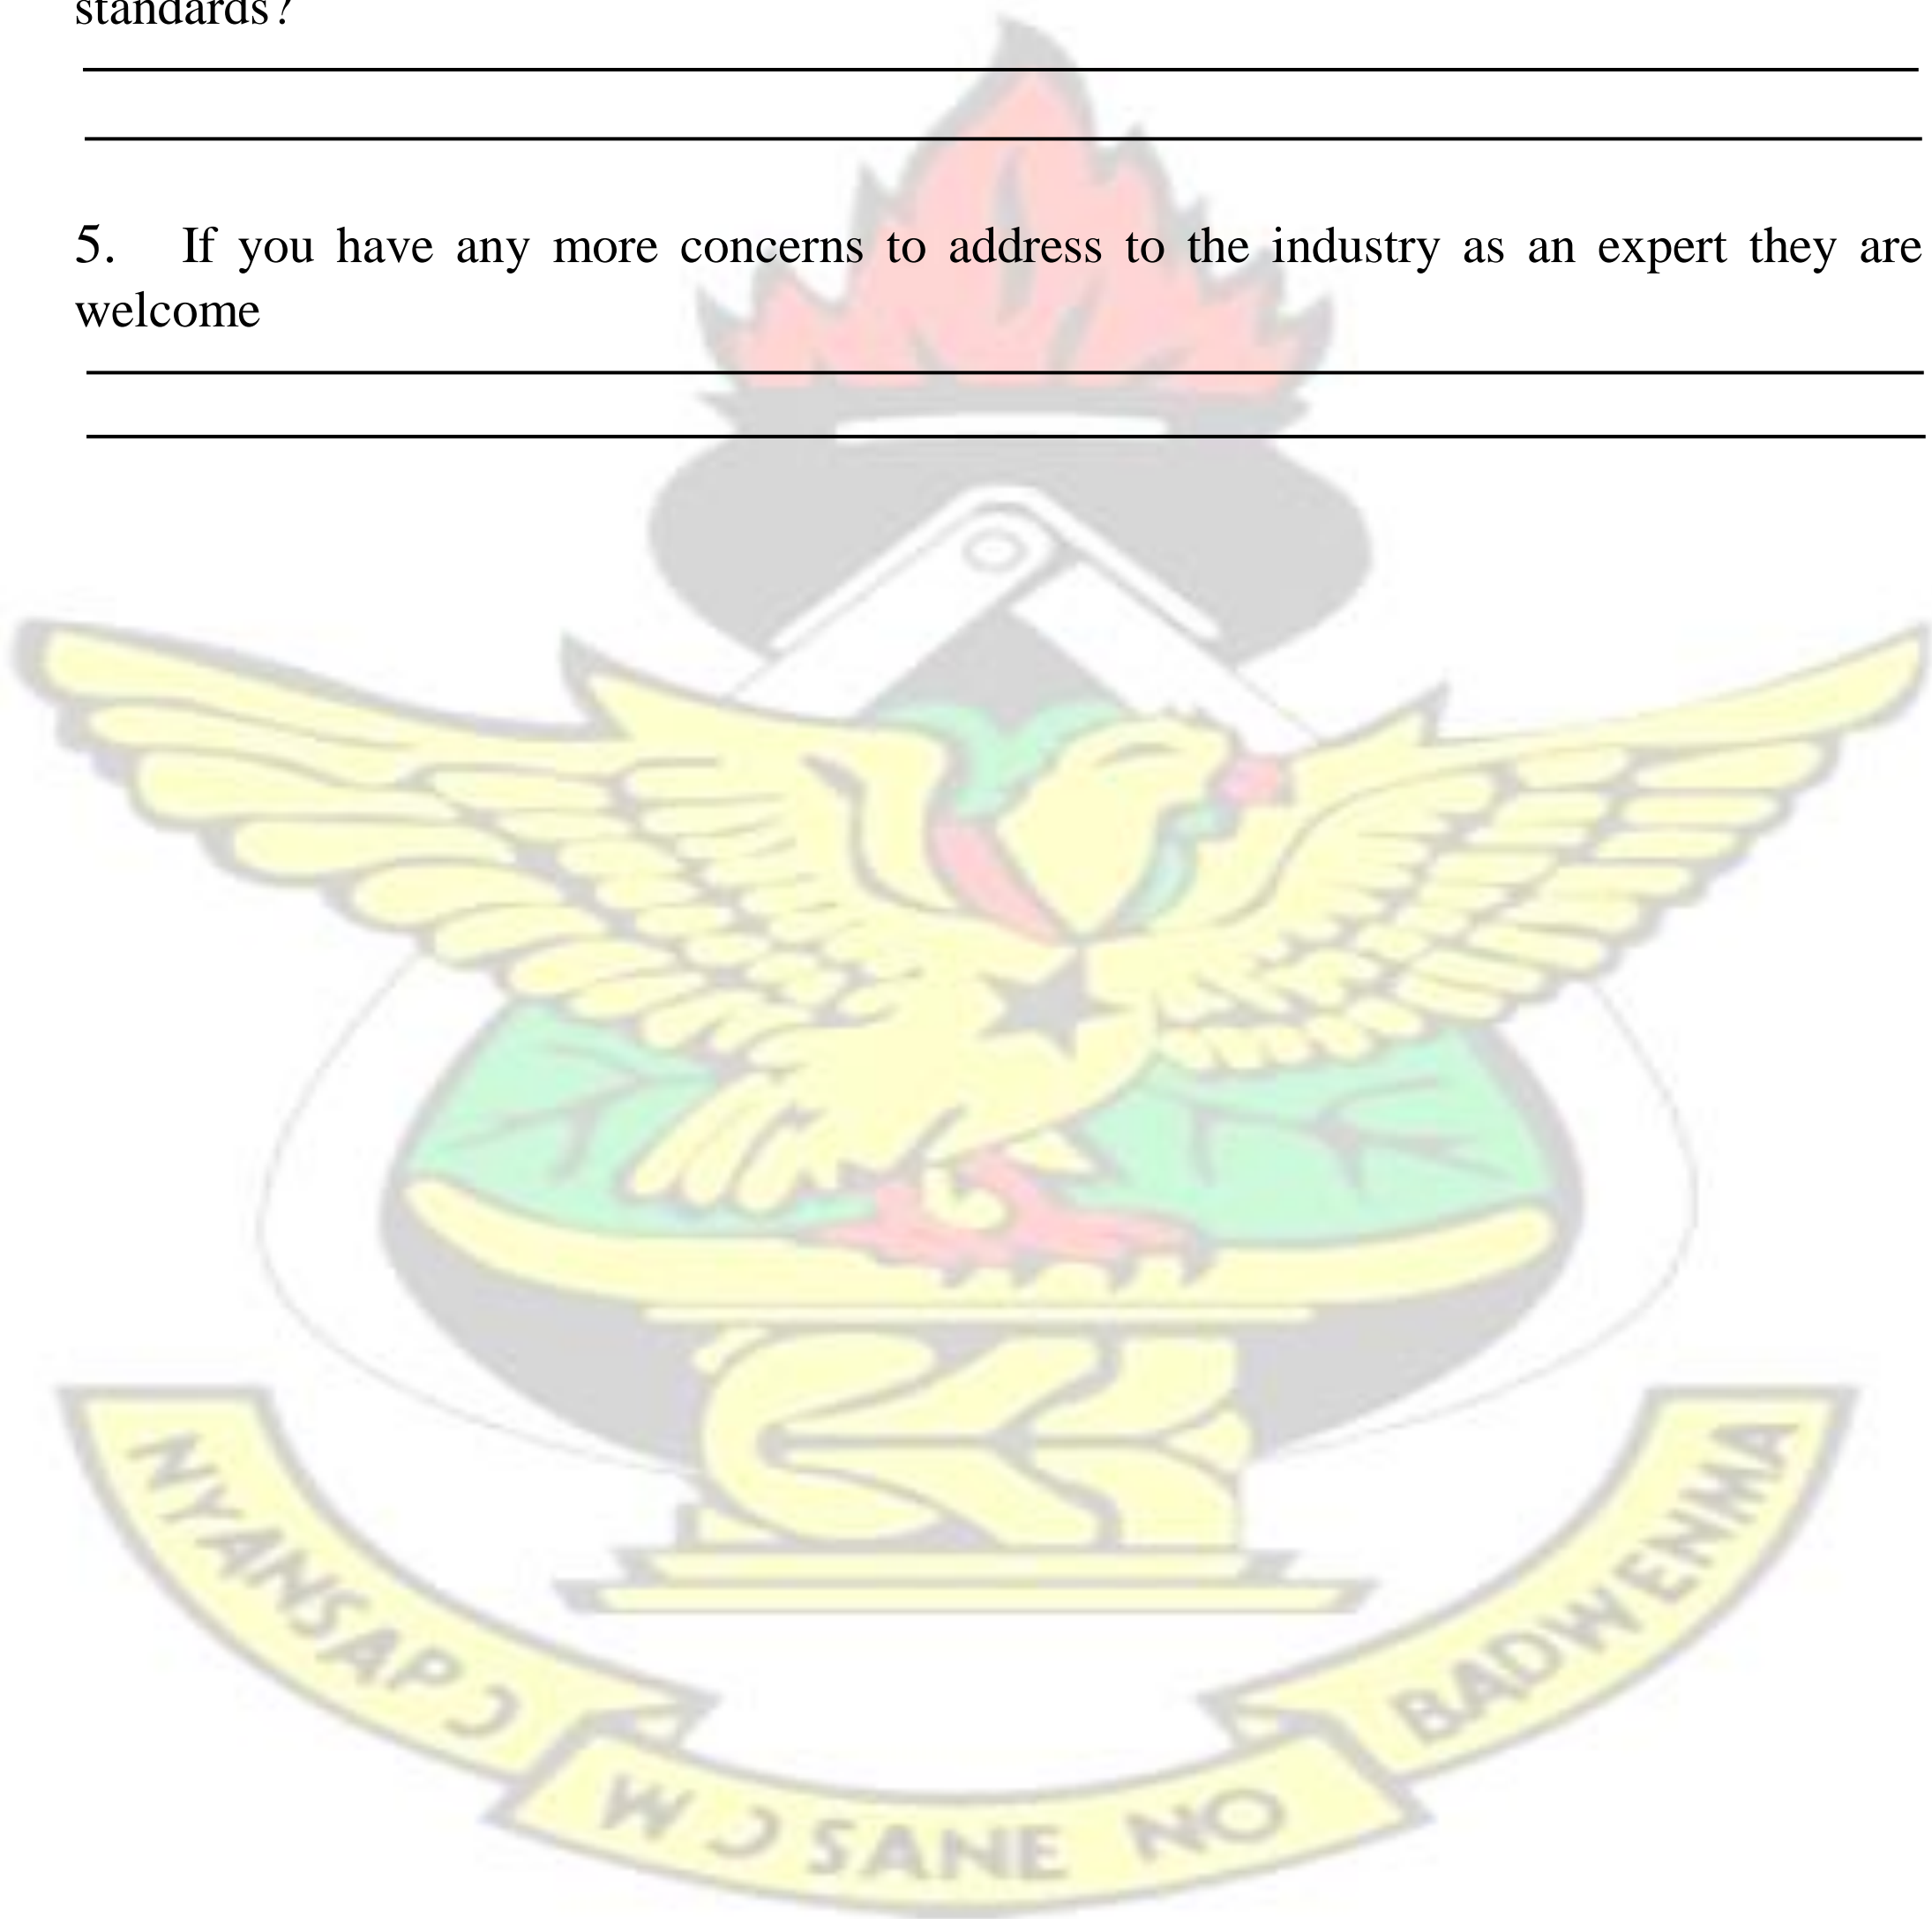 standards?
5. If you have any more concerns to address to the industry as an expert they are
welcome
NYANSAPƆ
WƆSANE NO
BADWENMA